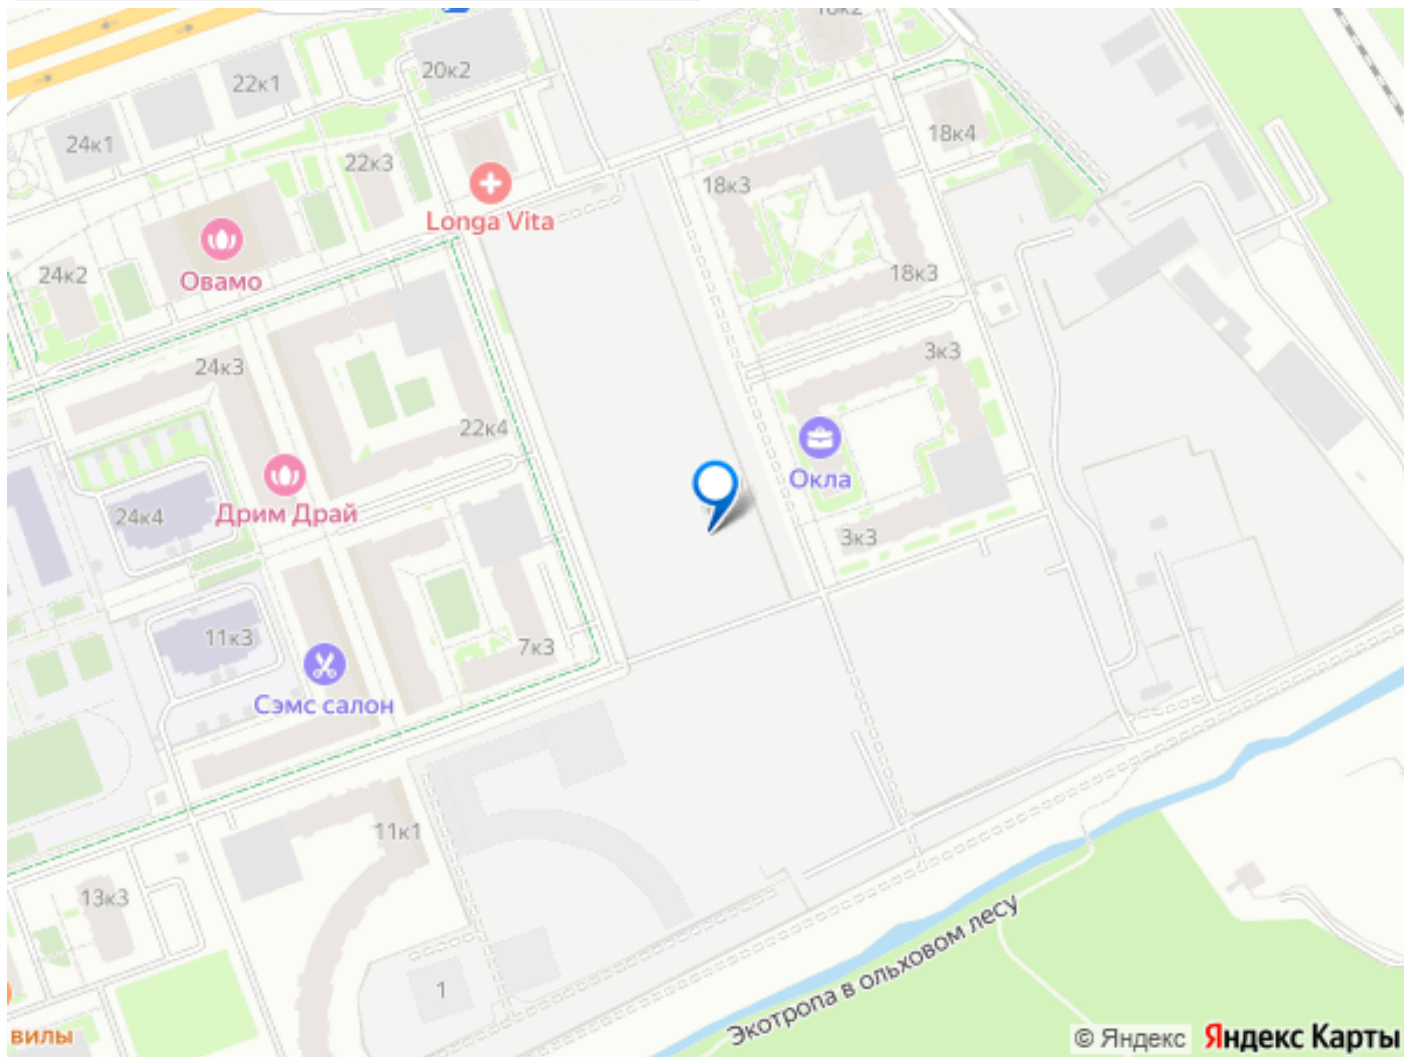 18к2
20к2
22к1
24к1
22к3
18к4
18к3
Longa Vita
24к2
Овамо
18к3
3к3
24к3
22к4
Окла
24к4
Дрим Драй
3к3
11к3
7к3
Сэмс салон
11к1
13к3
1
Экотропа в ольховом лесу
вилы
© Яндекс Яндекс Карты